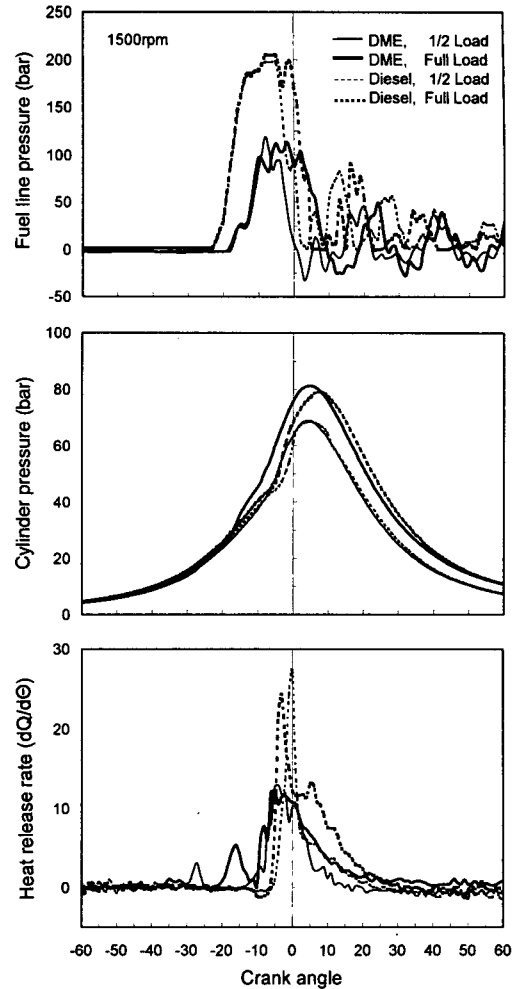 1500rpm
DME, 1/2 Load
DME, Full Load
Diesel, 1/2 Load
Diesel, Full Load
Fuel line pressure (bar)
250
200
150
100
50
0
-50
Cylinder pressure (bar)
100
80
60
40
20
0
Heat release rate (dQ/dΘ)
30
20
10
0
-60 -50 -40 -30 -20 -10 0 10 20 30 40 50 60
Crank angle